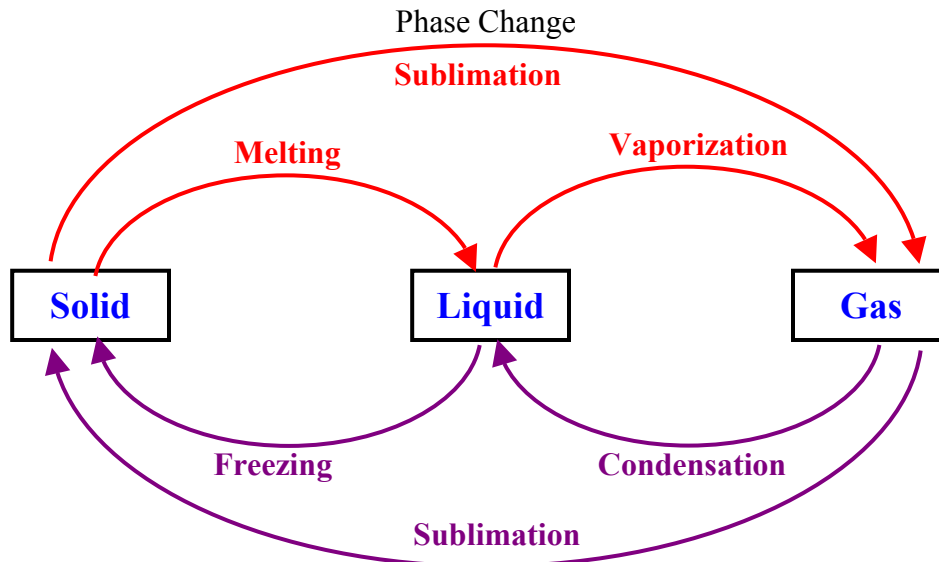 Phase Change
Sublimation
Melting
Vaporization
Solid
Liquid
Gas
Freezing
Condensation
Sublimation